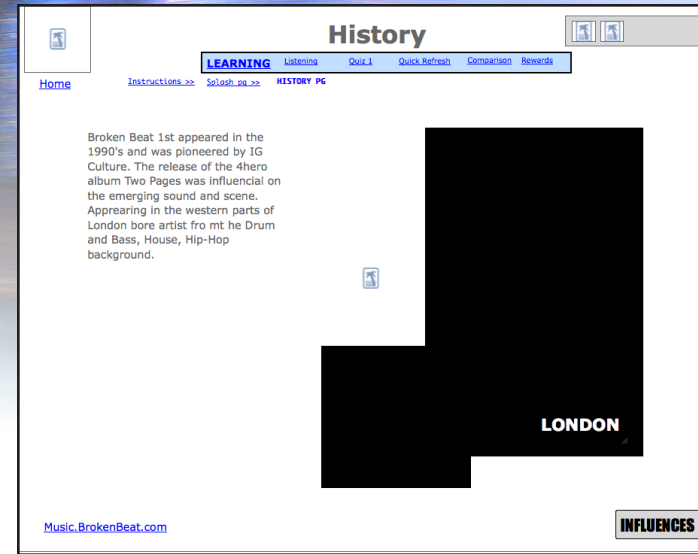 History
LEARNING Listening Quiz 1 Quick Refresh Comparison Rewards
Home Instructions >> Splash pg >> HISTORY PG
Broken Beat 1st appeared in the
1990's and was pioneered by IG
Culture. The release of the 4hero
album Two Pages was influencial on
the emerging sound and scene.
Apprearing in the western parts of
London bore artist fro mt he Drum
and Bass, House, Hip-Hop
background.
LONDON
Music.BrokenBeat.com
INFLUENCES